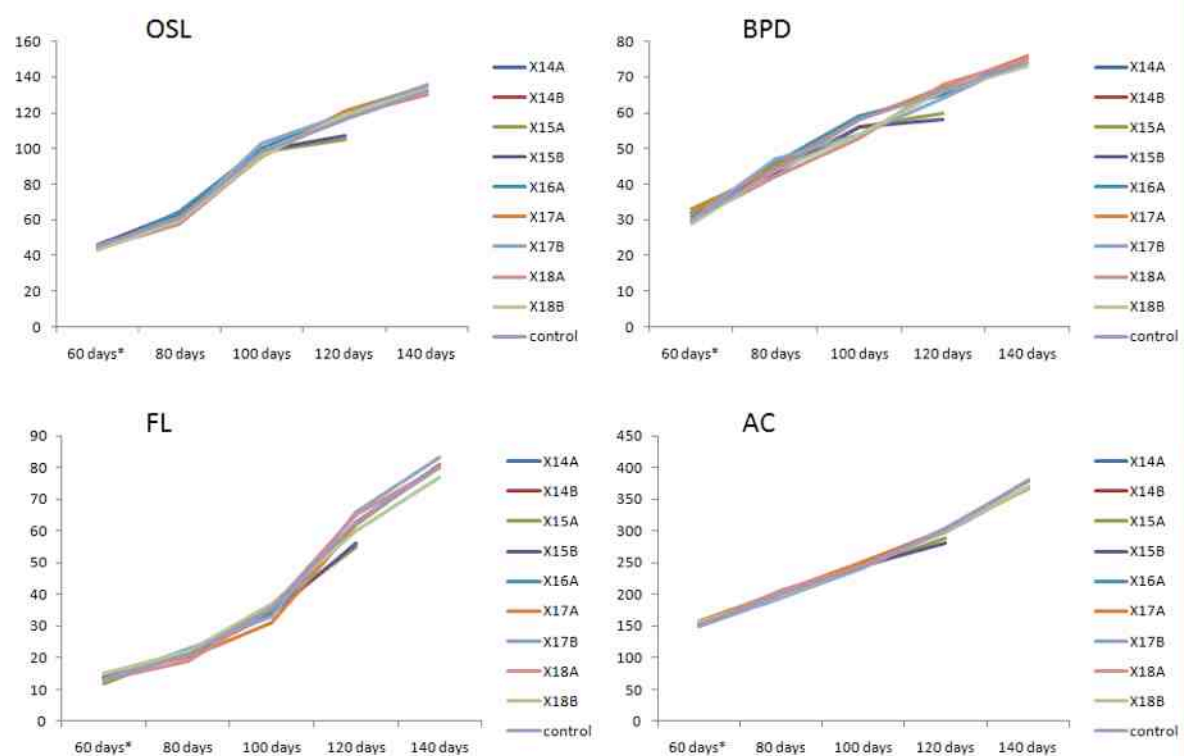 OSL
160
140
120
100
80
60
40
20
0
60 days* 80 days 100 days 120 days 140 days
X14A
X14B
X15A
X15B
X16A
X17A
X17B
X18A
X18B
control
BPD
80
70
60
50
40
30
20
10
0
60 days* 80 days 100 days 120 days 140 days
X14A
X14B
X15A
X15B
X16A
X17A
X17B
X18A
X18B
control
FL
90
80
70
60
50
40
30
20
10
0
60 days* 80 days 100 days 120 days 140 days
X14A
X14B
X15A
X15B
X16A
X17A
X17B
X18A
X18B
control
AC
450
400
350
300
250
200
150
100
50
0
60 days* 80 days 100 days 120 days 140 days
X14A
X14B
X15A
X15B
X16A
X17A
X17B
X18A
X18B
control